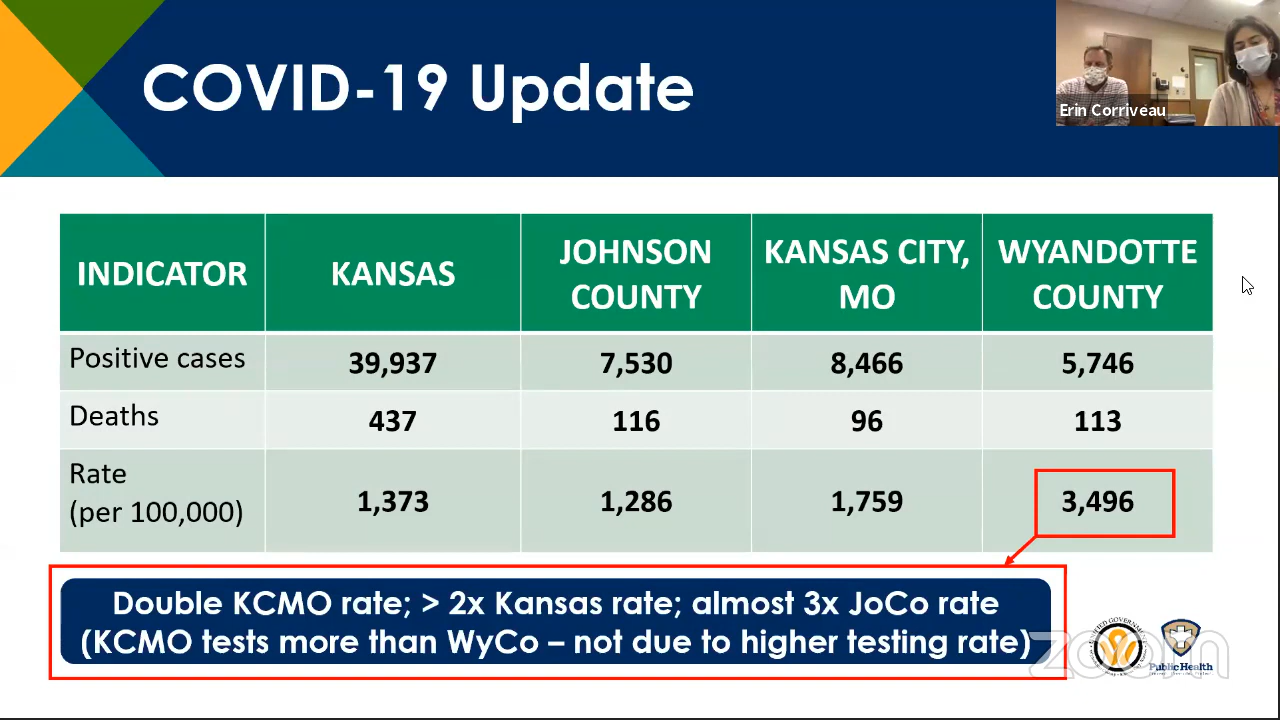 COVID-19 Update
Erin Corriveau
INDICATOR
KANSAS
JOHNSON
COUNTY
KANSAS CITY,
MO
WYANDOTTE
COUNTY
Positive cases
39,937
7,530
8,466
5,746
Deaths
437
116
96
113
Rate
(per 100,000)
1,373
1,286
1,759
3,496
Double KCMO rate; > 2x Kansas rate; almost 3x JoCo rate
(KCMO tests more than WyCo – not due to higher testing rate)
zoom
Public Health